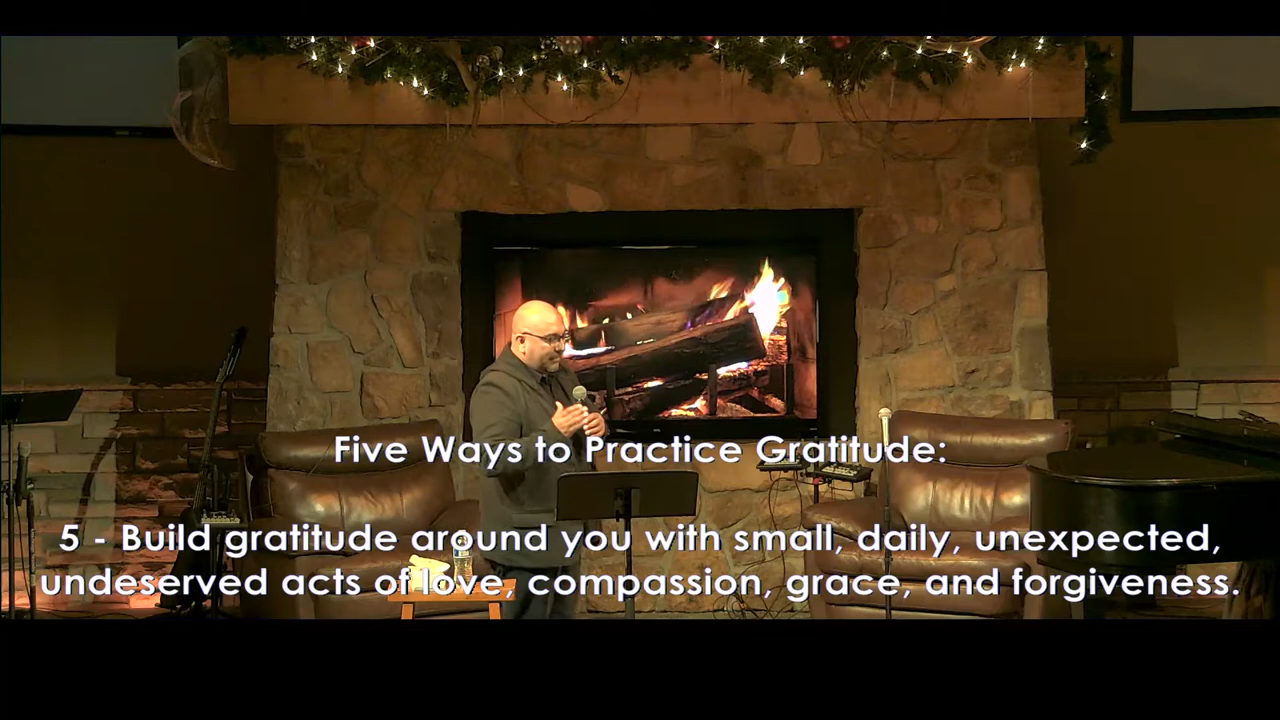 Five Ways to Practice Gratitude:
5 - Build gratitude around you with small, daily, unexpected,
undeserved acts of love, compassion, grace, and forgiveness.